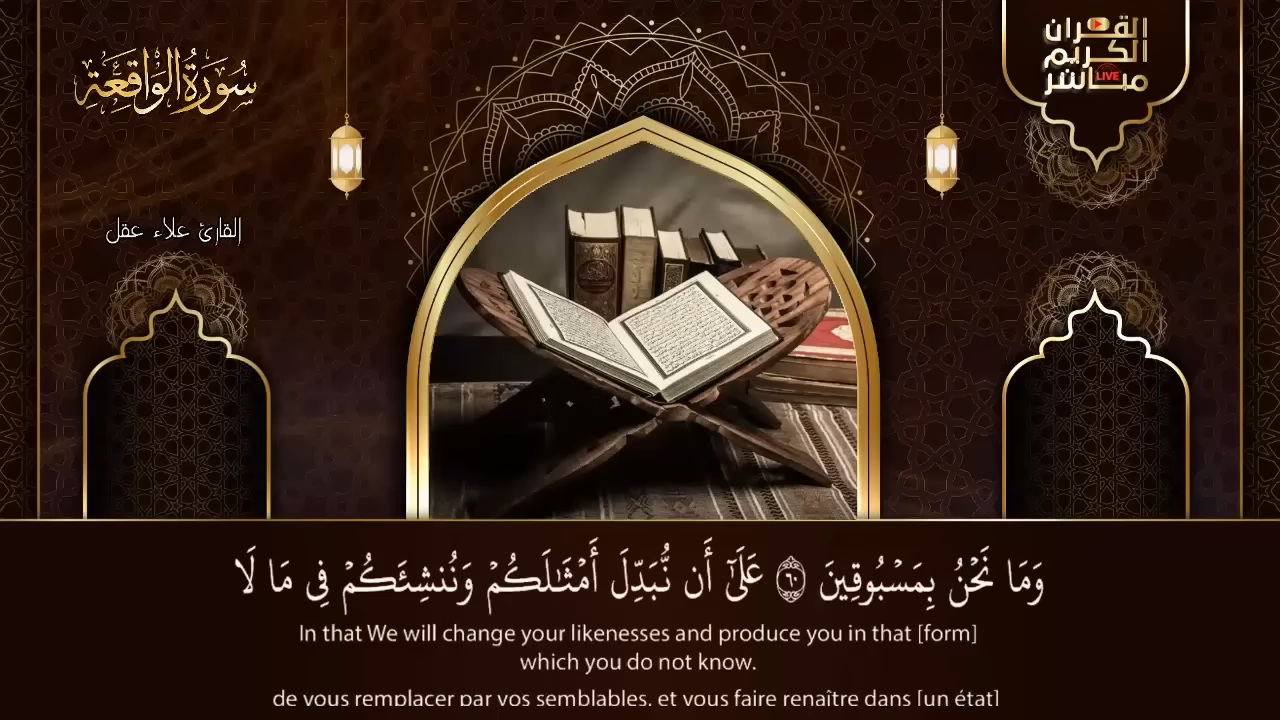 سُورَةُ الْوَاقِعَةِ
القرآن
الكريم
مباشر
LIVE
القارئ علاء عقل
وَمَا نَحْنُ بِمَسْبُوقِينَ ٦٠ عَلَىٰٓ أَن نُّبَدِّلَ أَمْثَـٰلَكُمْ وَنُنشِئَكُمْ فِى مَا لَا
In that We will change your likenesses and produce you in that [form]
which you do not know.
de vous remplacer par vos semblables, et vous faire renaître dans [un état]